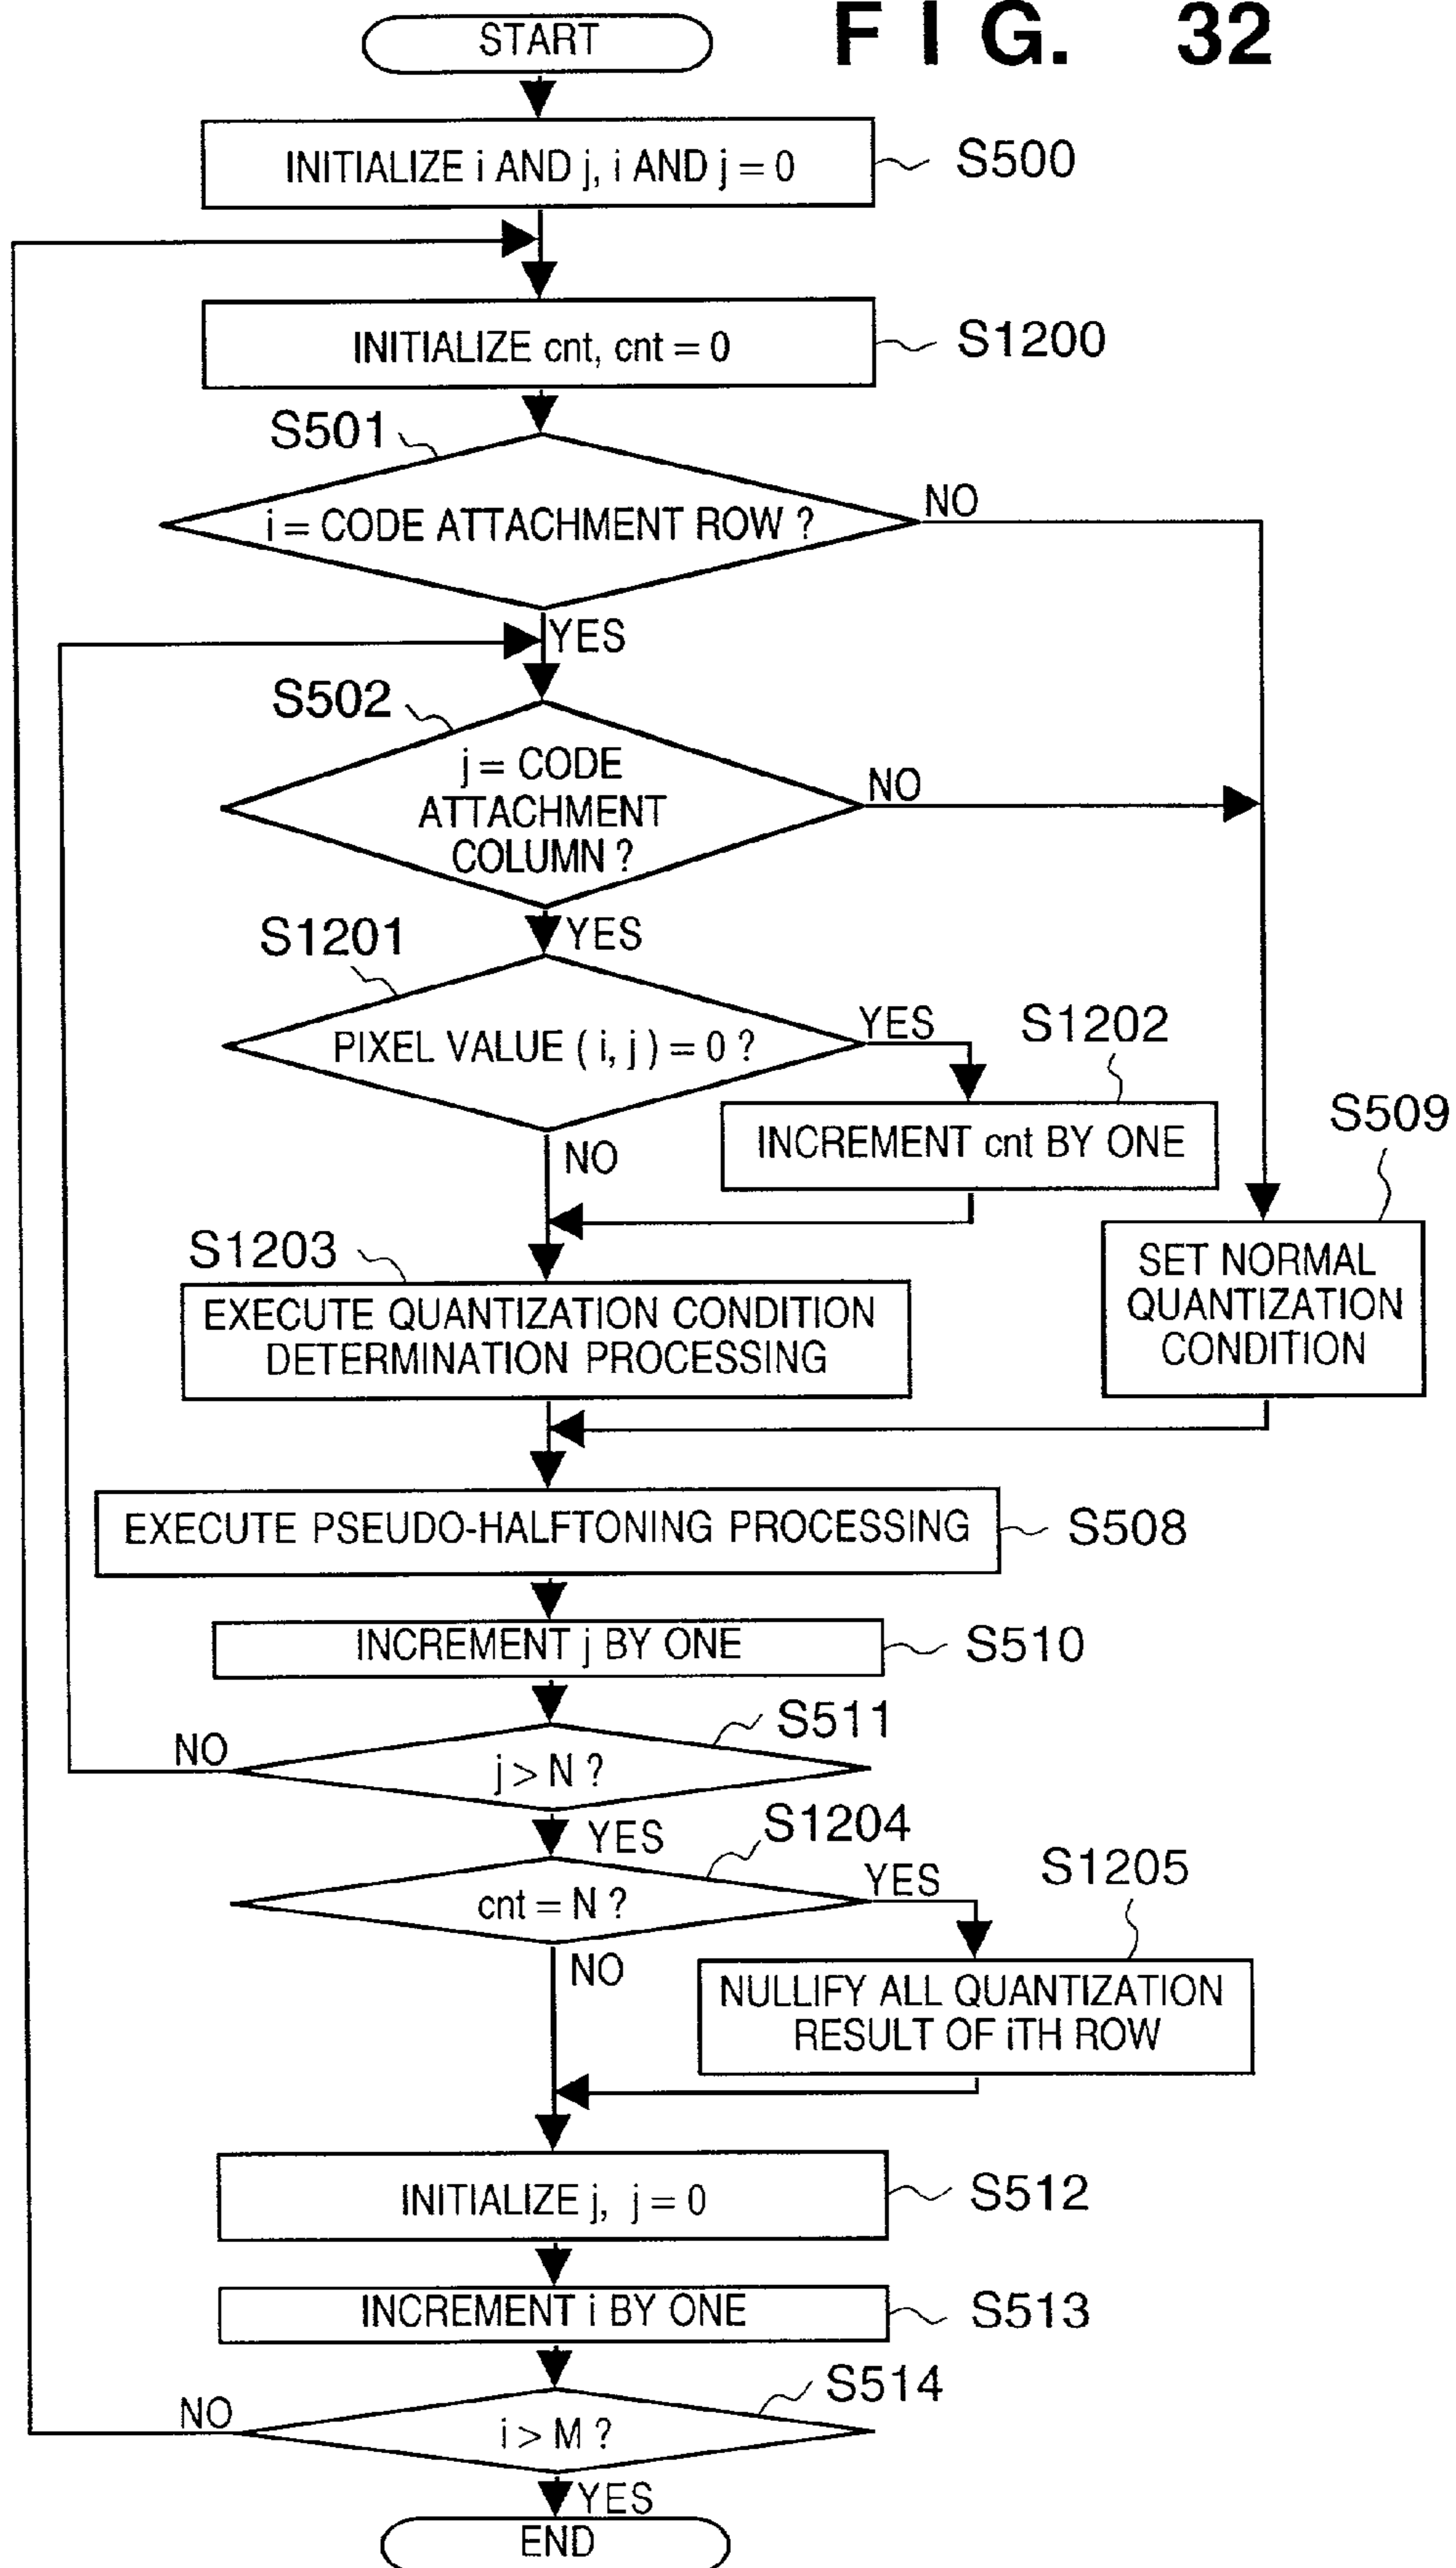 FIG. 32
START
INITIALIZE i AND j, i AND j = 0
S500
INITIALIZE cnt, cnt = 0
S1200
S501
i = CODE ATTACHMENT ROW ?
NO
YES
S502
j = CODE
ATTACHMENT
COLUMN ?
NO
YES
S1201
PIXEL VALUE ( i, j ) = 0 ?
YES
S1202
INCREMENT cnt BY ONE
NO
S509
SET NORMAL
QUANTIZATION
CONDITION
S1203
EXECUTE QUANTIZATION CONDITION
DETERMINATION PROCESSING
EXECUTE PSEUDO-HALFTONING PROCESSING
S508
INCREMENT j BY ONE
S510
S511
NO
j > N ?
YES
S1204
cnt = N ?
YES
S1205
NO
NULLIFY ALL QUANTIZATION
RESULT OF iTH ROW
INITIALIZE j, j = 0
S512
INCREMENT i BY ONE
S513
S514
NO
i > M ?
YES
END